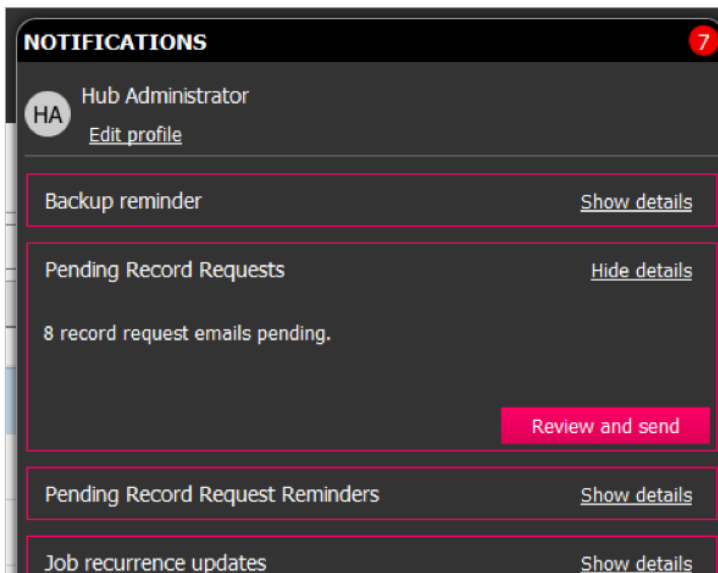 NOTIFICATIONS 7
HA Hub Administrator
Edit profile
Backup reminder Show details
Pending Record Requests Hide details
8 record request emails pending.
Review and send
Pending Record Request Reminders Show details
Job recurrence updates Show details